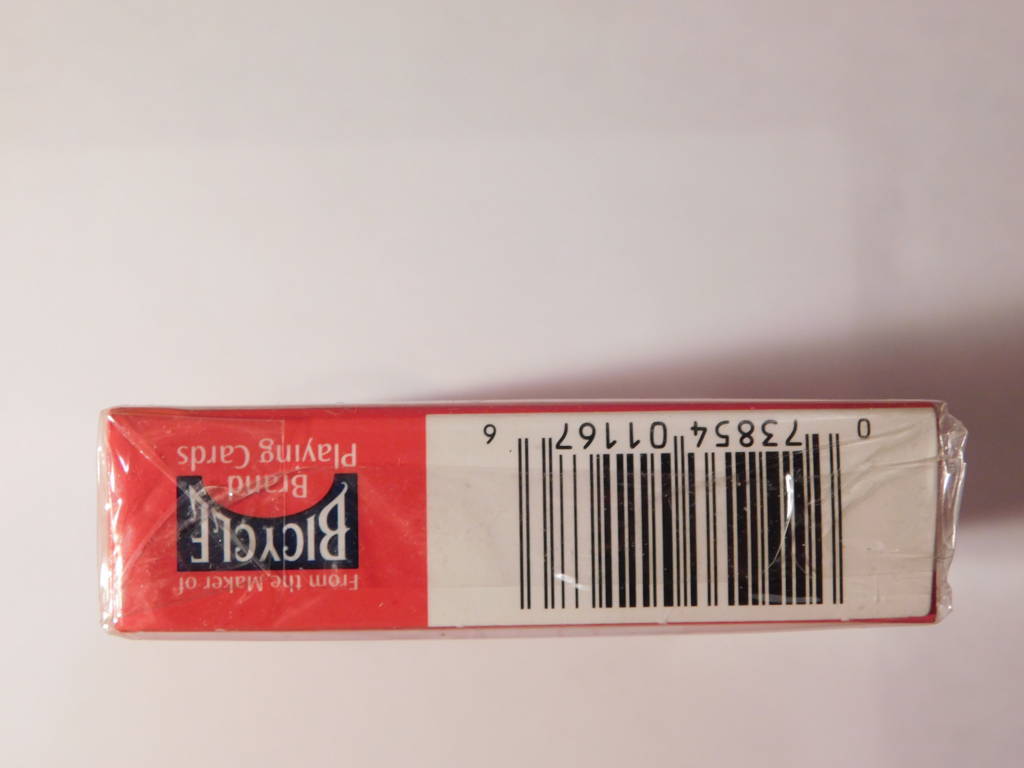 0 73854 01167 6
From the Maker of
BICYCLE
Brand
Playing Cards